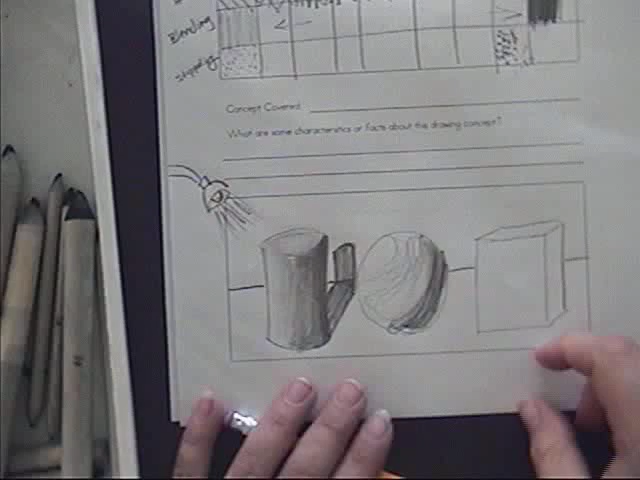 Blending
Stippling
Concept Covered:
What are some characteristics or facts about the drawing concept?